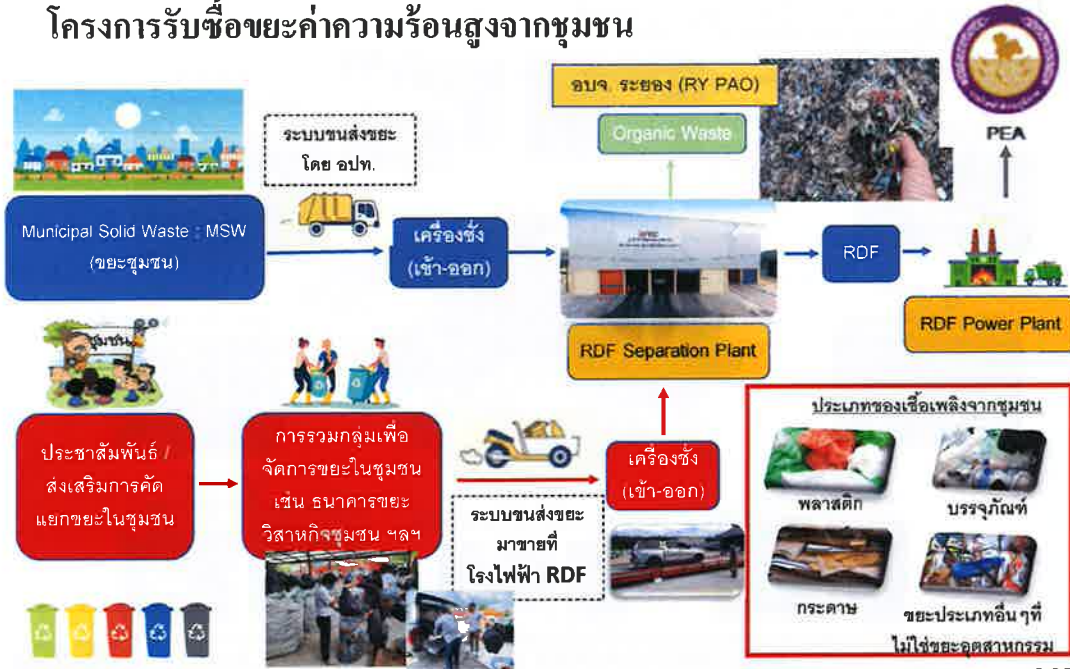 โครงการรับซื้อขยะค่าความร้อนสูงจากชุมชน
ระบบขนส่งขยะ
โดย อปท.
อบจ. ระยอง (RY PAO)
Organic Waste
PEA
Municipal Solid Waste : MSW
(ขยะชุมชน)
เครื่องชั่ง
(เข้า-ออก)
RDF
RDF Separation Plant
RDF Power Plant
ชุมชน
ประชาสัมพันธ์ /
ส่งเสริมการคัด
แยกขยะในชุมชน
การรวมกลุ่มเพื่อ
จัดการขยะในชุมชน
เช่น ธนาคารขยะ
วิสาหกิจชุมชน ฯลฯ
ระบบขนส่งขยะ
มาขายที่
โรงไฟฟ้า RDF
เครื่องชั่ง
(เข้า-ออก)
ประเภทของเชื้อเพลิงจากชุมชน
พลาสติก
บรรจุภัณฑ์
กระดาษ
ขยะประเภทอื่น ๆที่
ไม่ใช่ขยะอุตสาหกรรม